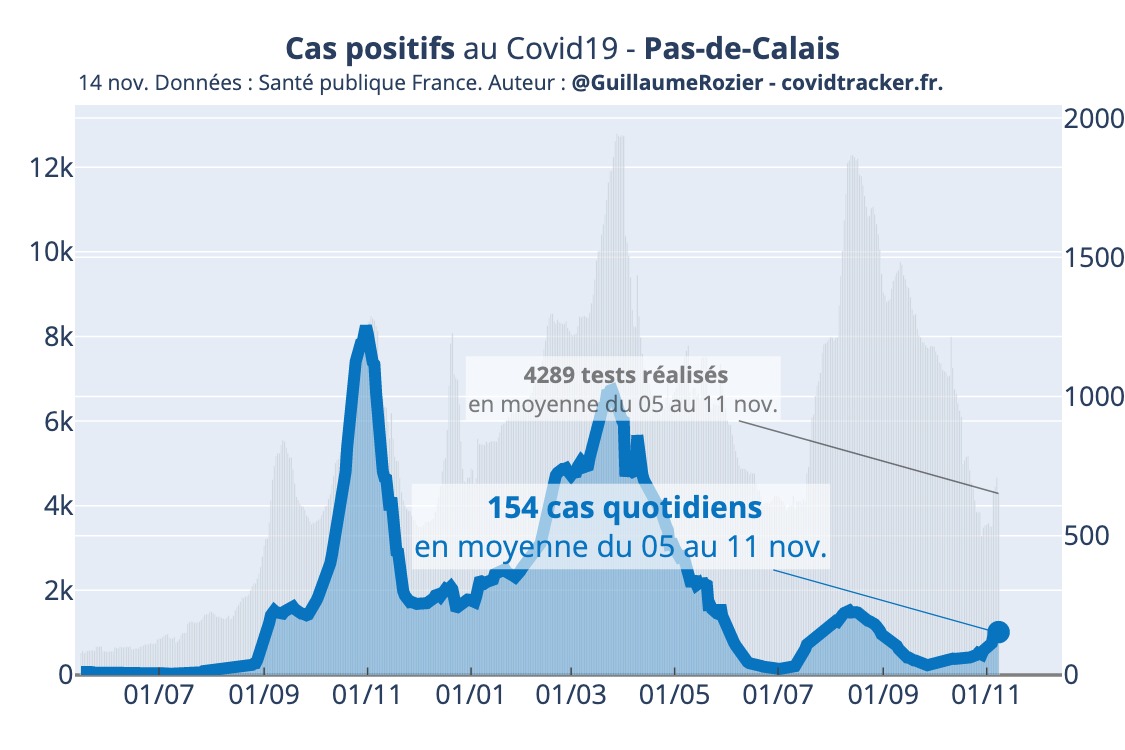 Cas positifs au Covid19 - Pas-de-Calais
14 nov. Données : Santé publique France. Auteur : @GuillaumeRozier - covidtracker.fr.
2000
12k
10k
1500
8k
4289 tests réalisés
en moyenne du 05 au 11 nov.
1000
6k
154 cas quotidiens
en moyenne du 05 au 11 nov.
4k
500
2k
0
0
01/07 01/09 01/11 01/01 01/03 01/05 01/07 01/09 01/11